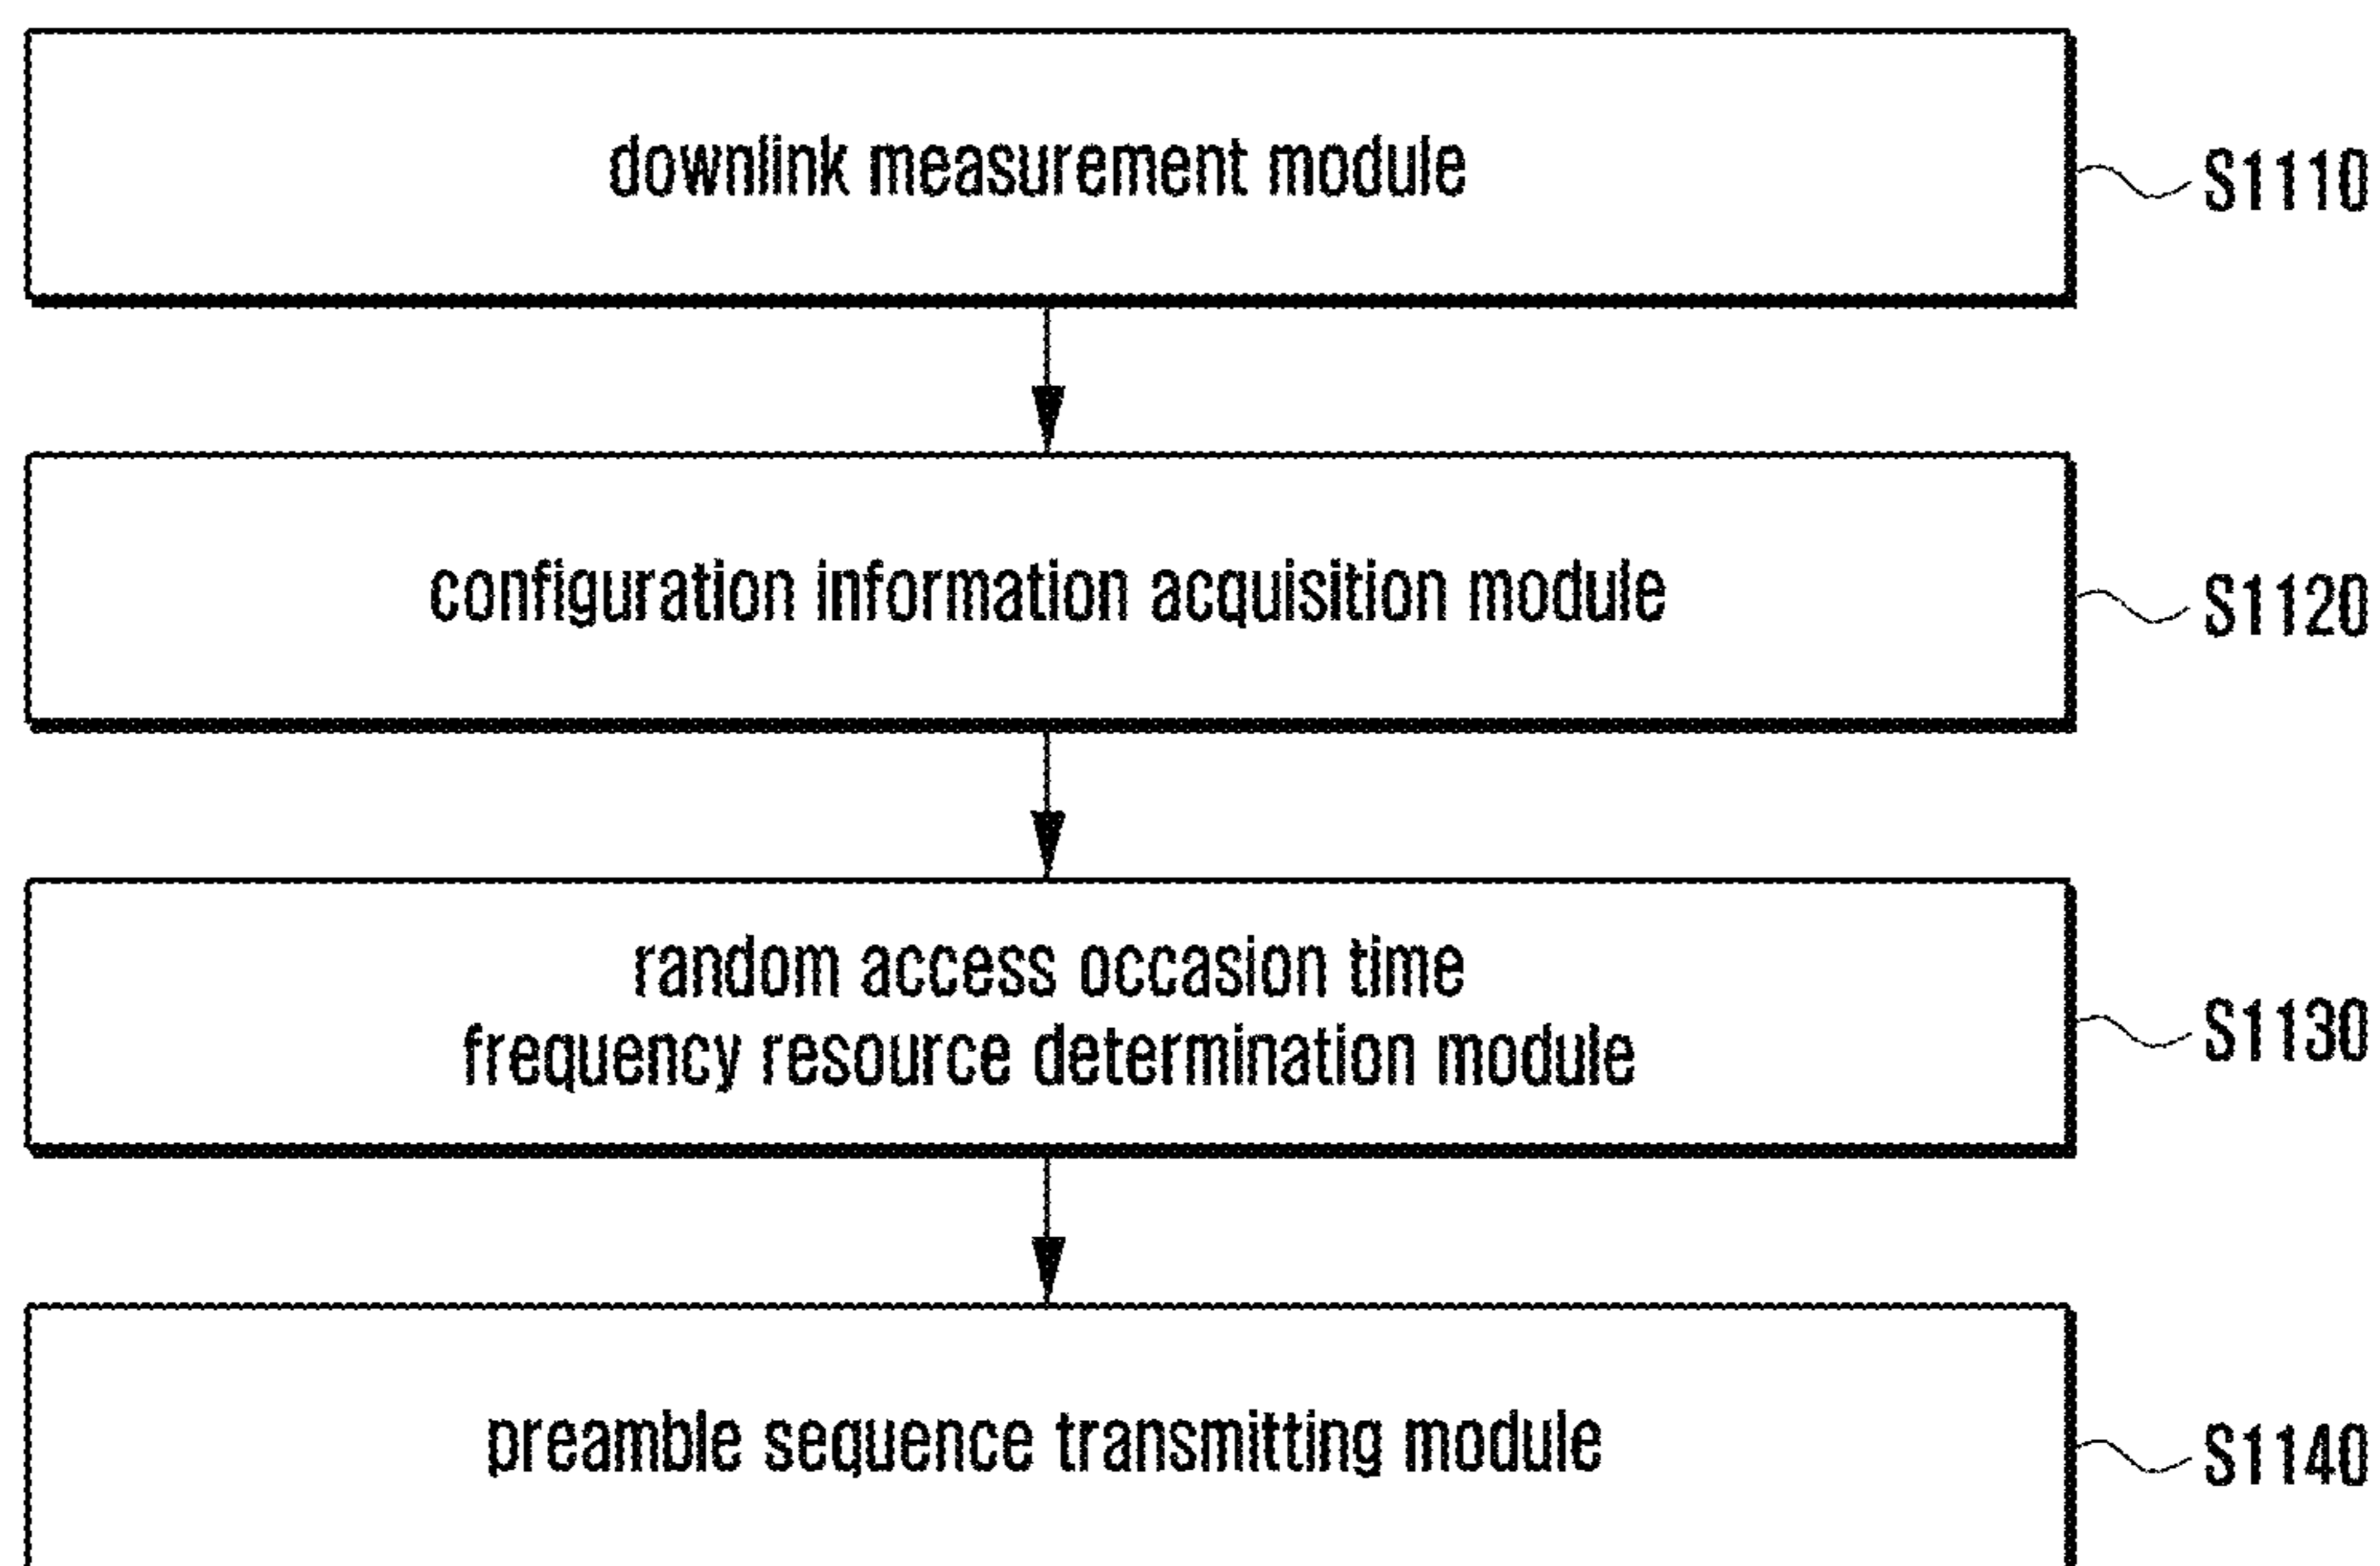 downlink measurement module
S1110
configuration information acquisition module
S1120
random access occasion time
frequency resource determination module
S1130
preamble sequence transmitting module
S1140